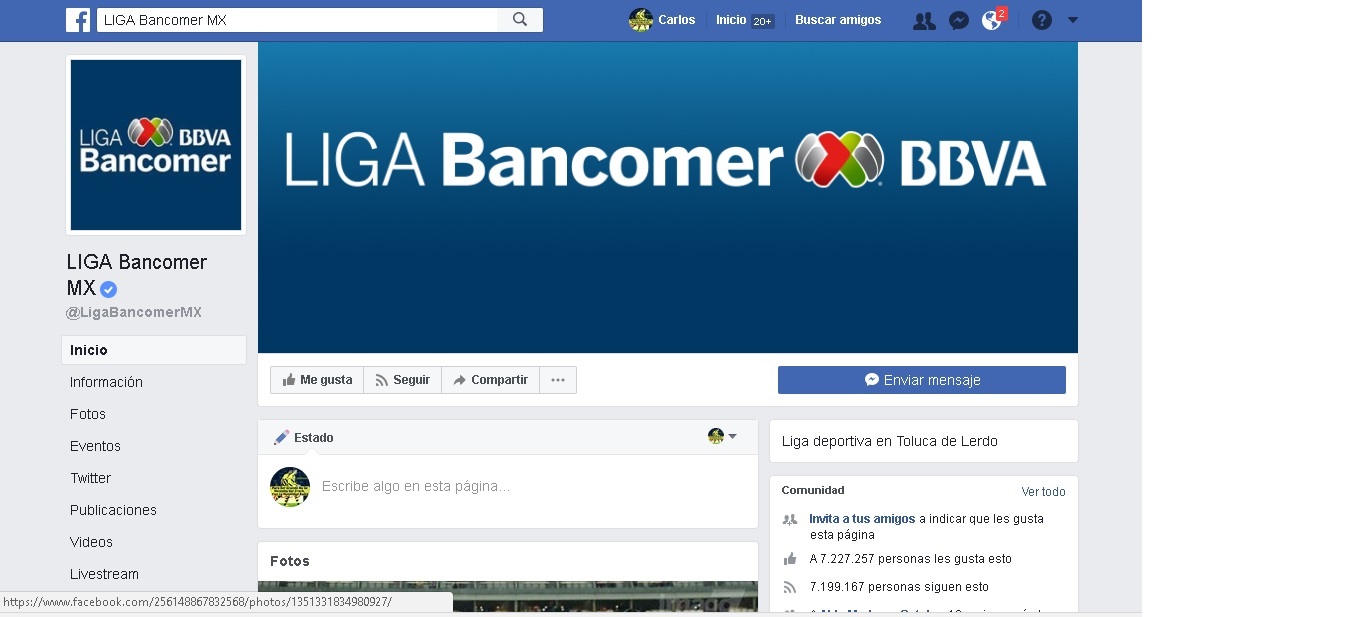 LIGA Bancomer MX
Carlos
Inicio 20+
Buscar amigos
2
?
LIGA BBVA
Bancomer
LIGA Bancomer BBVA
LIGA Bancomer
MX
@LigaBancomerMX
Inicio
Información
Fotos
Eventos
Twitter
Publicaciones
Videos
Livestream
Me gusta
Seguir
Compartir
...
Enviar mensaje
Estado
Escribe algo en esta página...
Fotos
Liga deportiva en Toluca de Lerdo
Comunidad
Ver todo
Invita a tus amigos a indicar que les gusta
esta página
A 7.227.257 personas les gusta esto
7.199.167 personas siguen esto
https://www.facebook.com/256148867832568/photos/1351331834980927/